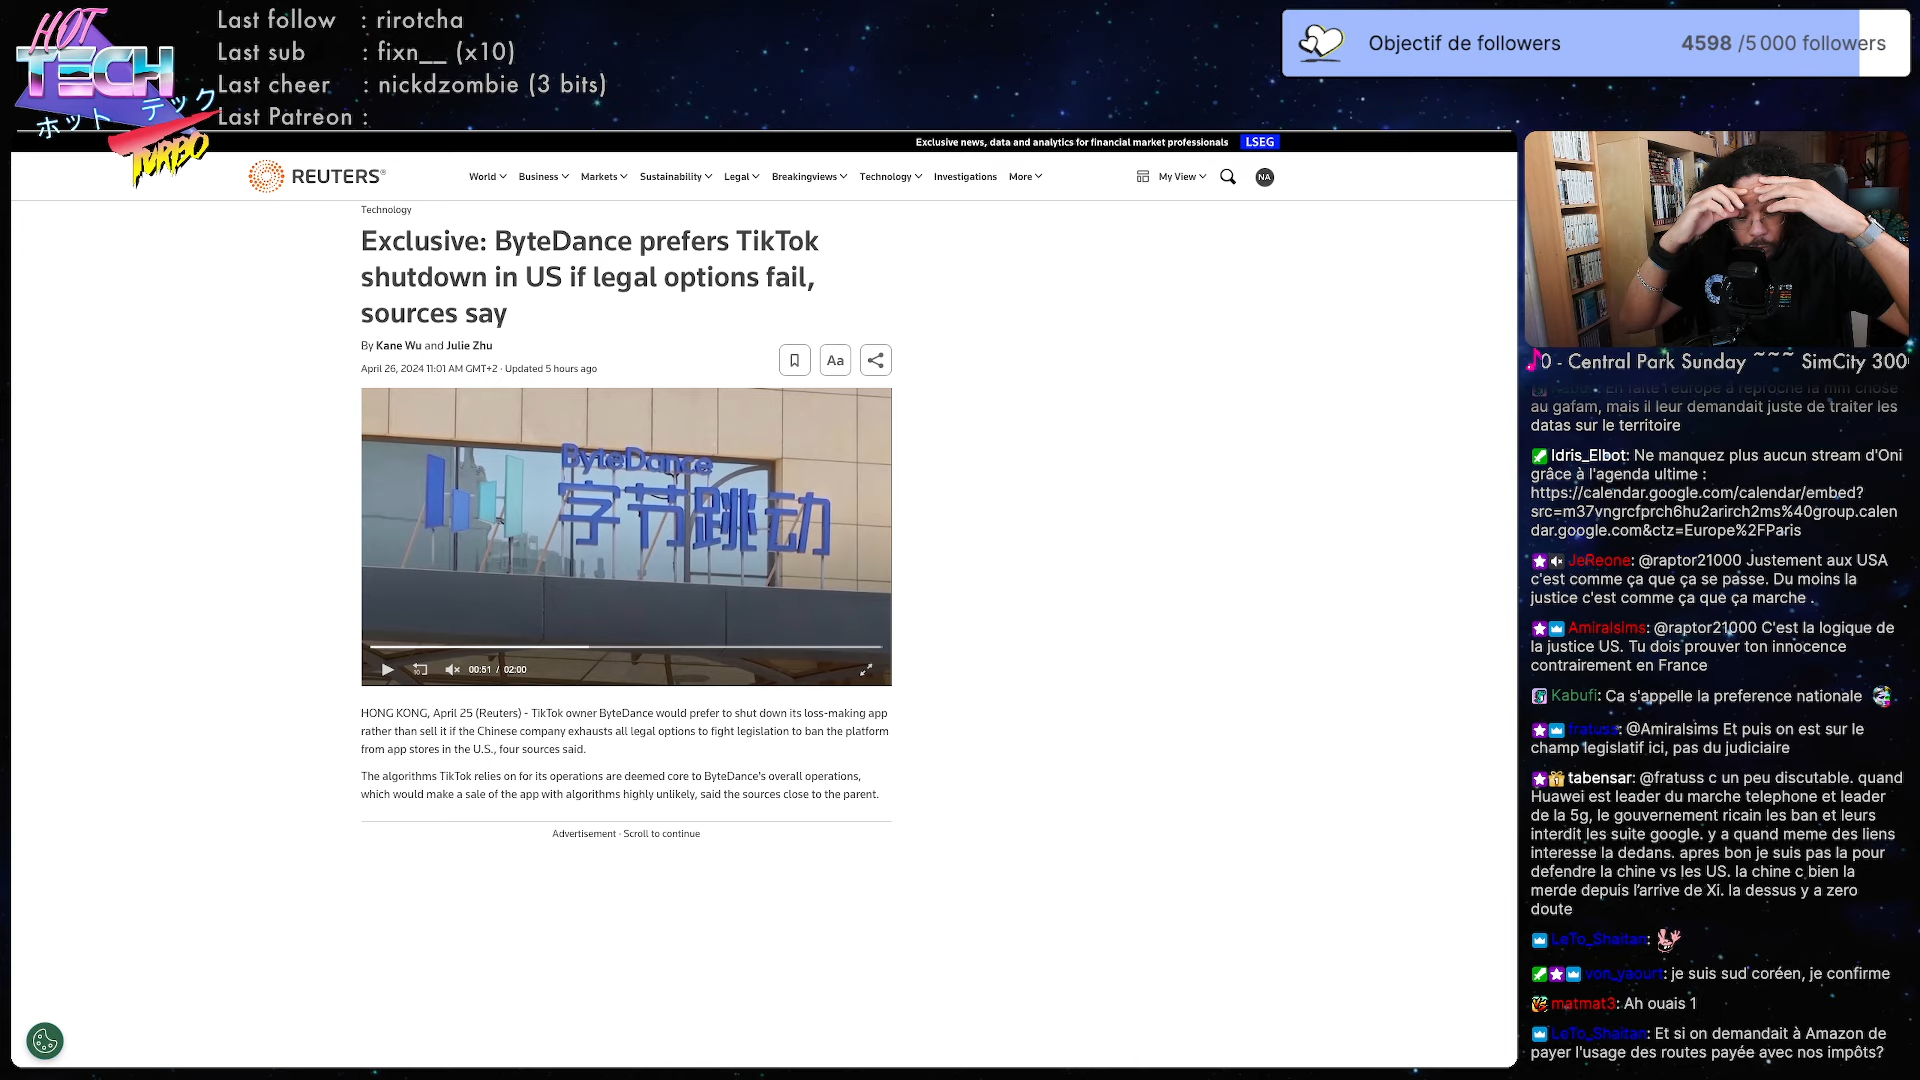 HOT
TECH
ホット テック
TURBO
Last follow : rirotcha
Last sub : fixn__ (x10)
Last cheer : nickdzombie (3 bits)
Last Patreon :
Objectif de followers
4598 /5 000 followers
Exclusive news, data and analytics for financial market professionals LSEG
REUTERS®
World Business Markets Sustainability Legal Breakingviews Technology Investigations More
My View
NA
Technology
Exclusive: ByteDance prefers TikTok
shutdown in US if legal options fail,
sources say
By Kane Wu and Julie Zhu
April 26, 2024 11:01 AM GMT+2 · Updated 5 hours ago
Aa
ByteDance
字节跳动
10
00:51 / 02:00
HONG KONG, April 25 (Reuters) - TikTok owner ByteDance would prefer to shut down its loss-making app
rather than sell it if the Chinese company exhausts all legal options to fight legislation to ban the platform
from app stores in the U.S., four sources said.
The algorithms TikTok relies on for its operations are deemed core to ByteDance's overall operations,
which would make a sale of the app with algorithms highly unlikely, said the sources close to the parent.
Advertisement · Scroll to continue
0 - Central Park Sunday ~~~ SimCity 300
En faite l'europe a reproché la mm chose
au gafam, mais il leur demandait juste de traiter les
datas sur le territoire
Idris_Elbot: Ne manquez plus aucun stream d'Oni
grâce à l'agenda ultime :
https://calendar.google.com/calendar/embed?
src=m37vngrcfprch6hu2arirch2ms%40group.calen
dar.google.com&ctz=Europe%2FParis
JeReone: @raptor21000 Justement aux USA
c'est comme ça que ça se passe. Du moins la
justice c'est comme ça que ça marche .
Amiralsims: @raptor21000 C'est la logique de
la justice US. Tu dois prouver ton innocence
contrairement en France
Kabufi: Ca s'appelle la preference nationale
fratuss: @Amiralsims Et puis on est sur le
champ legislatif ici, pas du judiciaire
tabensar: @fratuss c un peu discutable. quand
Huawei est leader du marche telephone et leader
de la 5g, le gouvernement ricain les ban et leurs
interdit les suite google. y a quand meme des liens
interesse la dedans. apres bon je suis pas la pour
defendre la chine vs les US. la chine c bien la
merde depuis l'arrive de Xi. la dessus y a zero
doute
LeTo_Shaitan:
von_yaourt: je suis sud coréen, je confirme
matmat3: Ah ouais 1
LeTo_Shaitan: Et si on demandait à Amazon de
payer l'usage des routes payée avec nos impôts?